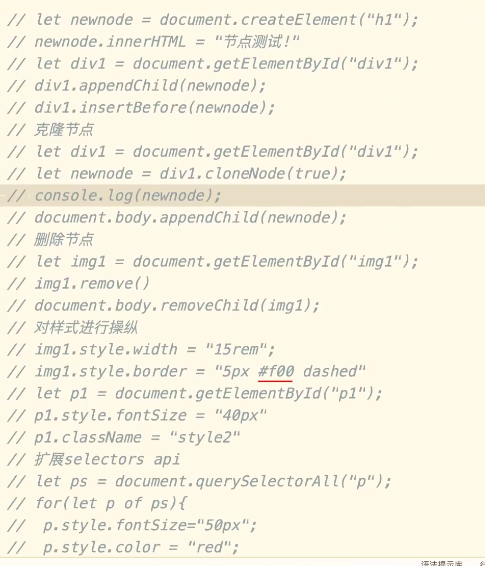 // let newnode = document.createElement("h1");
// newnode.innerHTML = "节点测试!"
// let div1 = document.getElementById("div1");
// div1.appendChild(newnode);
// div1.insertBefore(newnode);
// 克隆节点
// let div1 = document.getElementById("div1");
// let newnode = div1.cloneNode(true);
// console.log(newnode);
// document.body.appendChild(newnode);
// 删除节点
// let img1 = document.getElementById("img1");
// img1.remove()
// document.body.removeChild(img1);
// 对样式进行操纵
// img1.style.width = "15rem";
// img1.style.border = "5px #f00 dashed"
// let p1 = document.getElementById("p1");
// p1.style.fontSize = "40px"
// p1.className = "style2"
// 扩展selectors api
// let ps = document.querySelectorAll("p");
// for(let p of ps){
//  p.style.fontSize="50px";
//  p.style.color = "red";
语法提示库